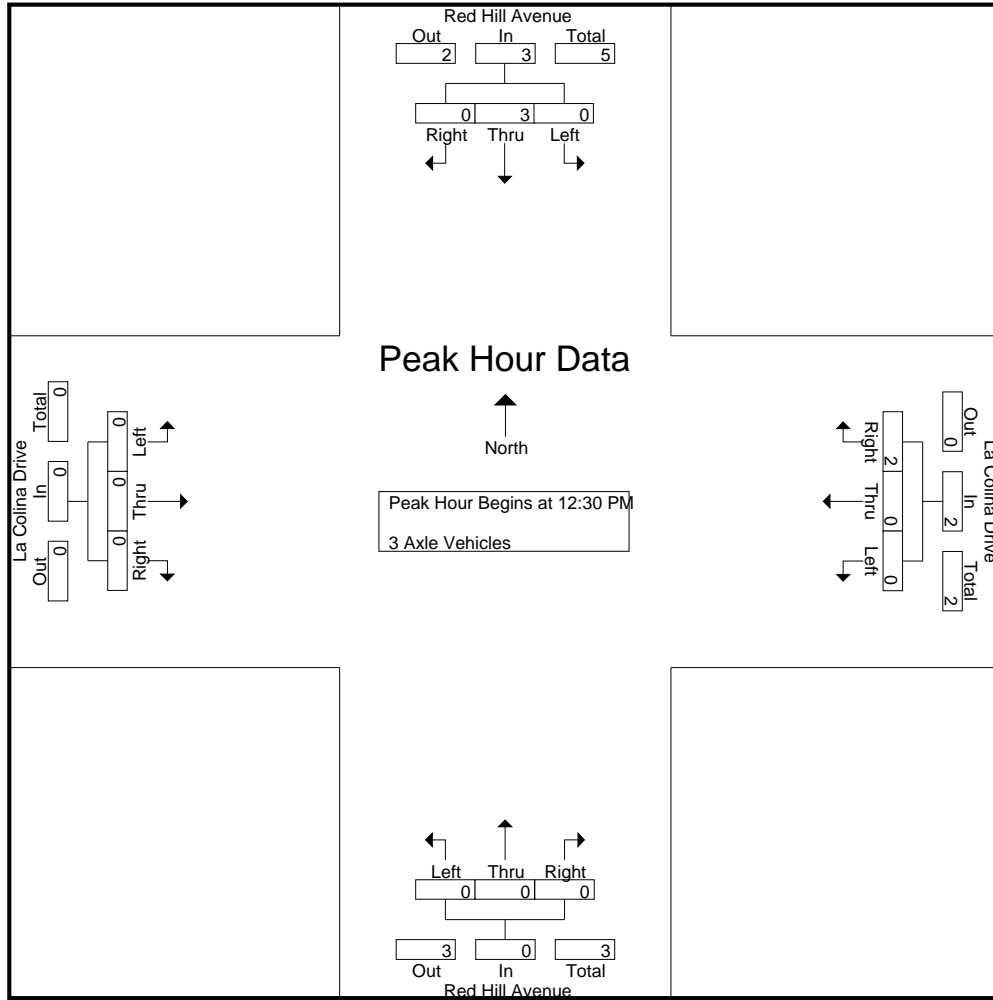 Red Hill Avenue
Out In Total
2 3 5
0 3 0
Right Thru Left
Peak Hour Data
North
Peak Hour Begins at 12:30 PM
3 Axle Vehicles
La Colina Drive
Total In Out
0 0 0
0 0 0
Left Thru Right
La Colina Drive
Out In Total
0 2 2
2 0 0
Right Thru Left
Left Thru Right
0 0 0
3 0 3
Out In Total
Red Hill Avenue